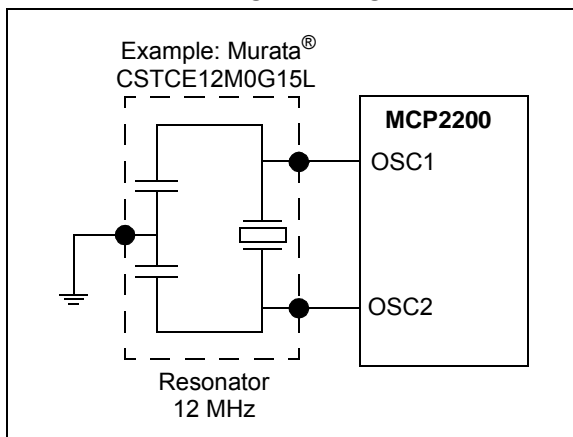 Example: Murata®
CSTCE12M0G15L
MCP2200
OSC1
OSC2
Resonator
12 MHz